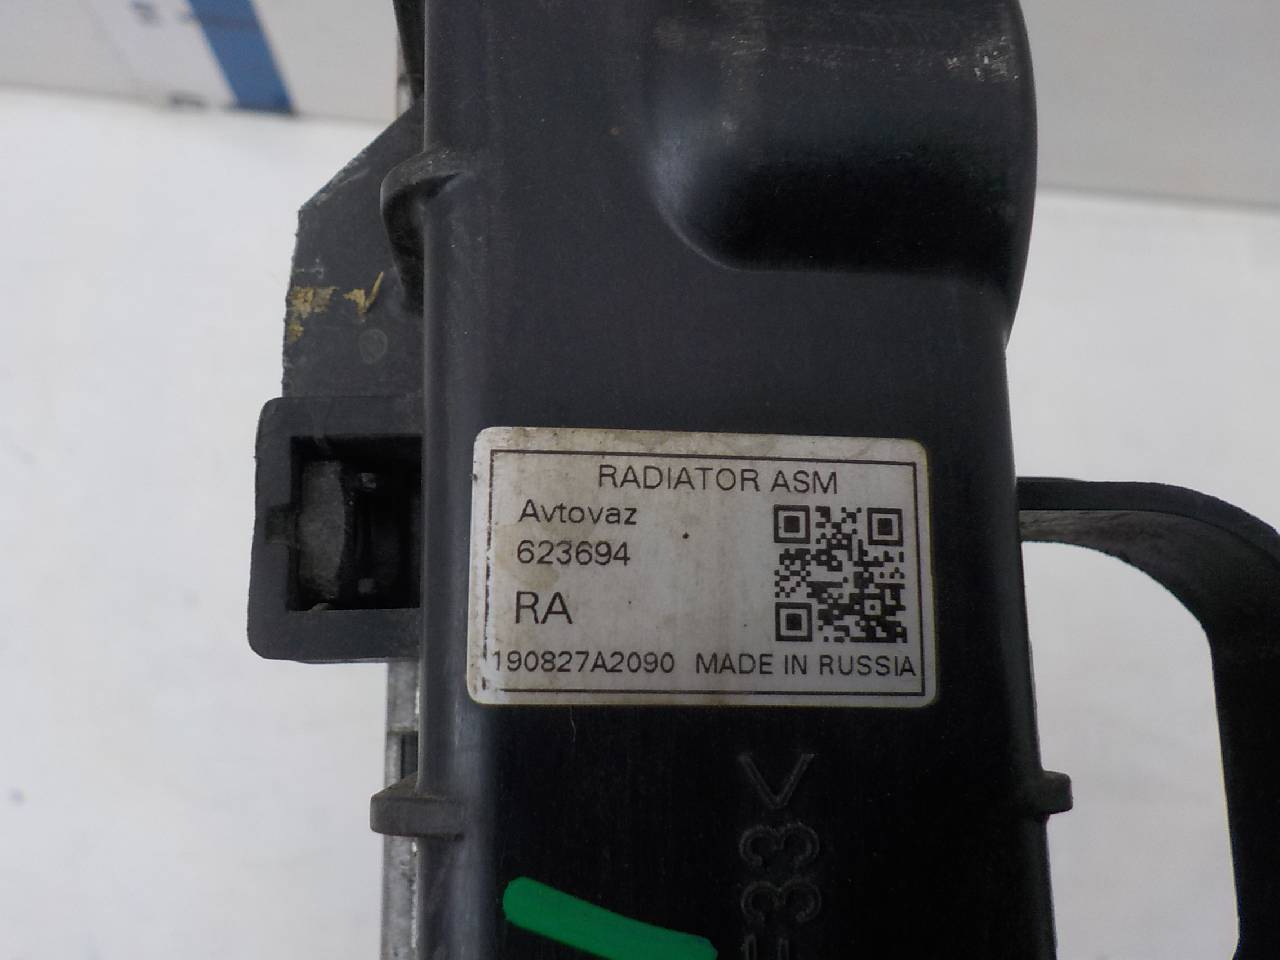 RADIATOR ASM
Avtovaz
623694
RA
190827A2090 MADE IN RUSSIA